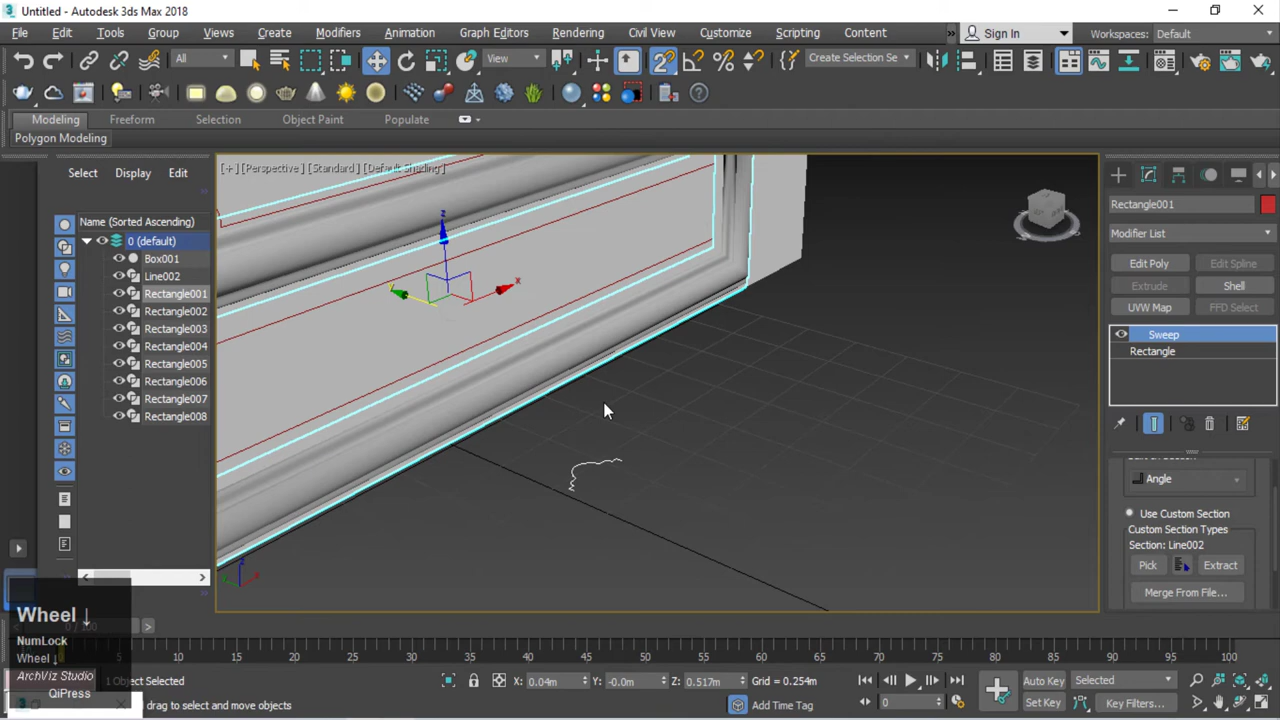 Untitled - Autodesk 3ds Max 2018
File Edit Tools Group Views Create Modifiers Animation Graph Editors Rendering Civil View Customize Scripting Content Sign In Workspaces: Default
All View Create Selection Se
Modeling Freeform Selection Object Paint Populate
Polygon Modeling
Select Display Edit
[+] [Perspective] [Standard] [Default Shading]
Name (Sorted Ascending)
0 (default)
Box001
Line002
Rectangle001
Rectangle002
Rectangle003
Rectangle004
Rectangle005
Rectangle006
Rectangle007
Rectangle008
z
x
Rectangle001
Modifier List
Edit Poly Edit Spline
Extrude Shell
UVW Map FFD Select
Sweep
Rectangle
Angle
Use Custom Section
Custom Section Types
Section: Line002
Pick Extract
Merge From File...
Wheel ↓
NumLock
Wheel ↓
ArchViz Studio
QiPress
0 / 100
5 10 15 20 25 30 35 40 45 50 55 60 65 70 75 80 85 90 95 100
1 Object Selected X: 0.04m Y: -0.0m Z: 0.517m Grid = 0.254m Auto Key Selected
drag to select and move objects Add Time Tag 0 Set Key Key Filters...